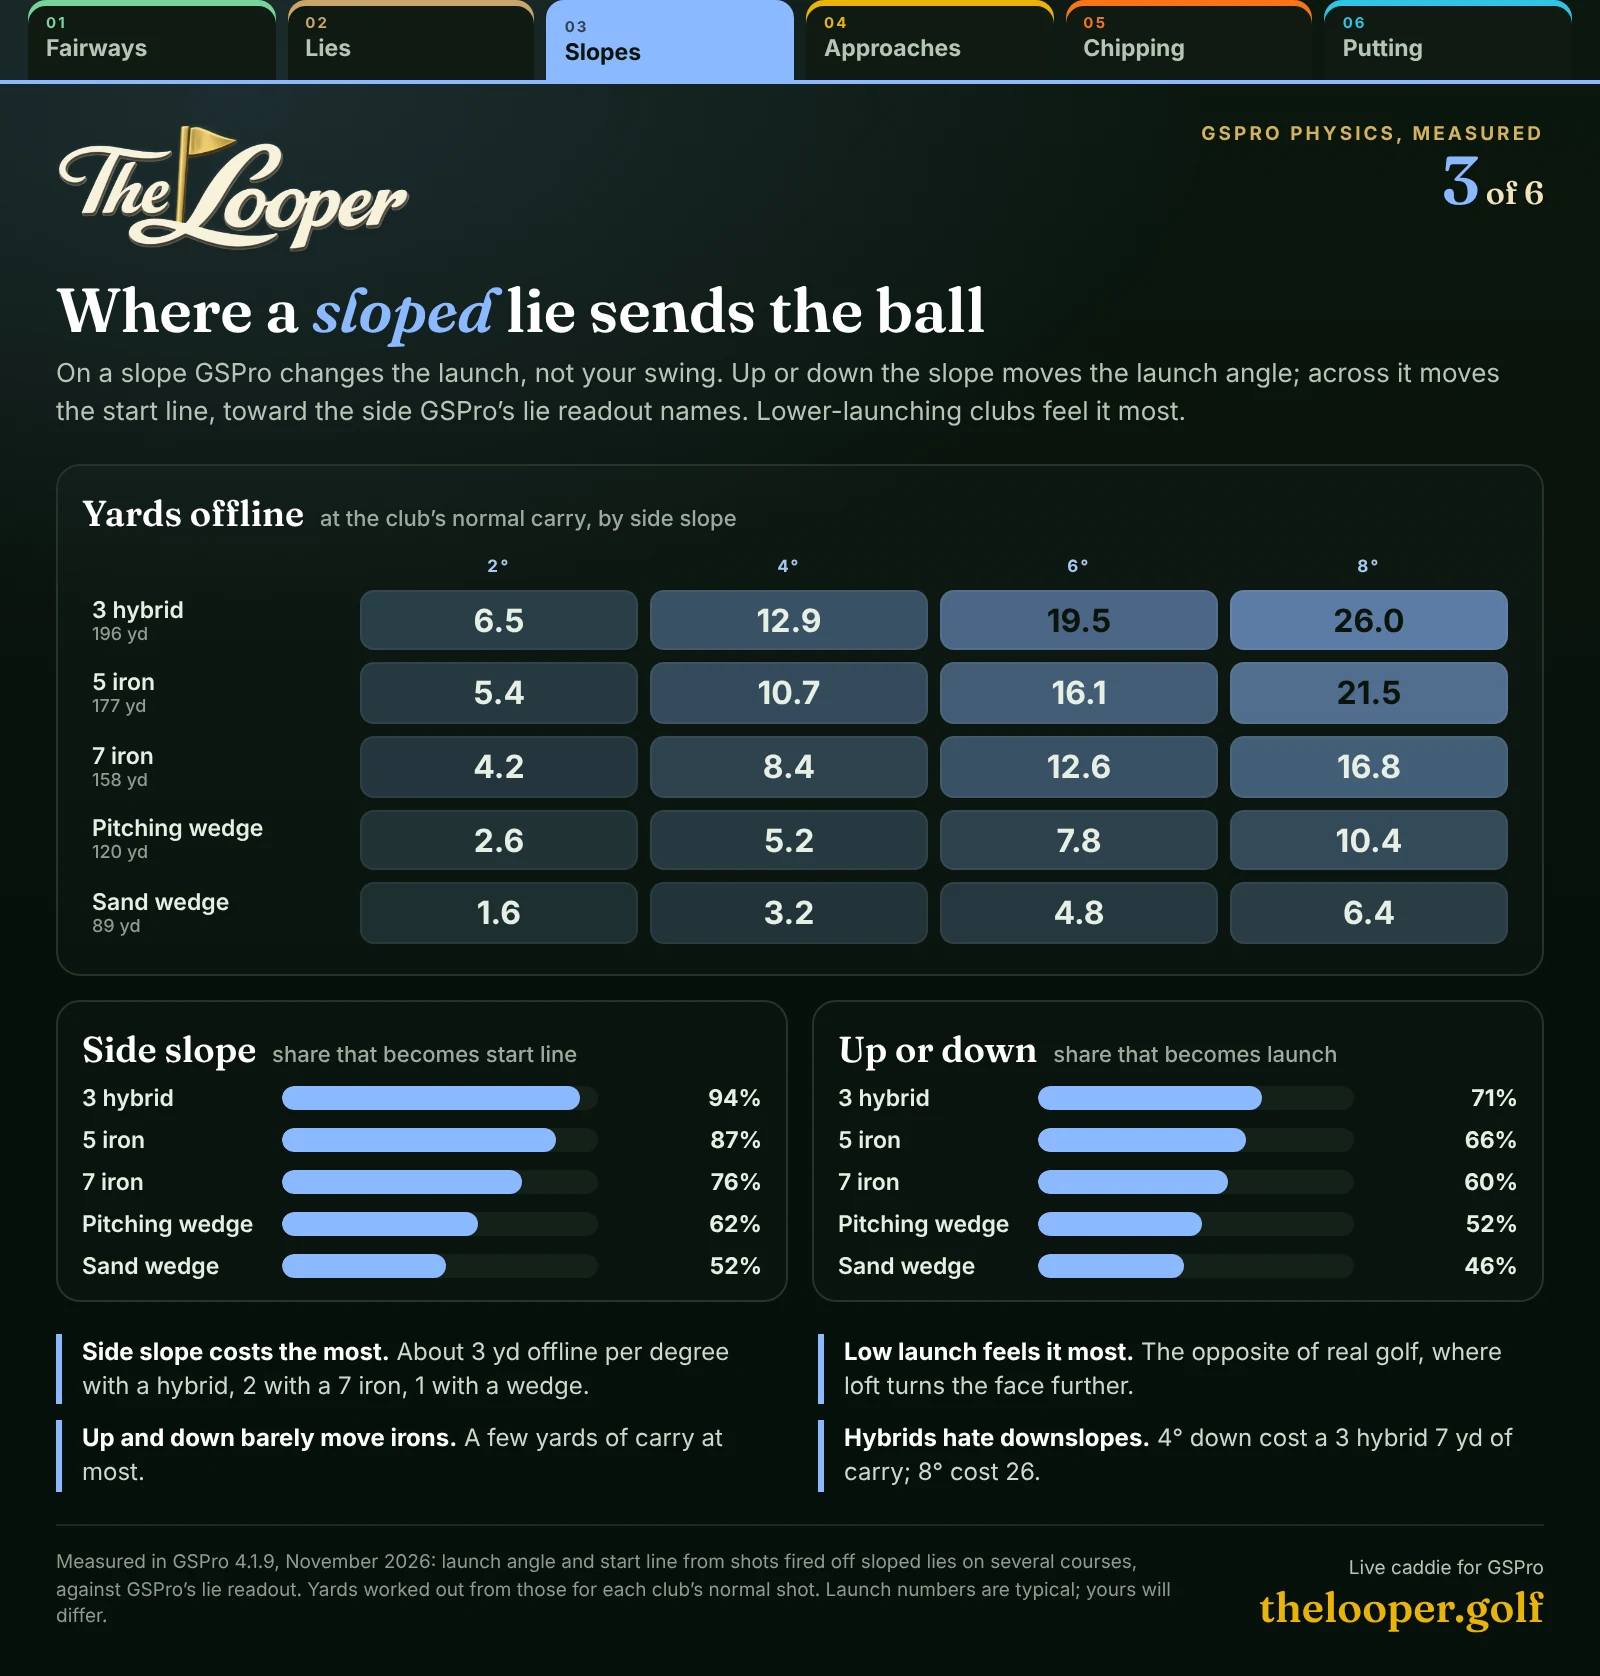 01
Fairways
02
Lies
03
Slopes
04
Approaches
05
Chipping
06
Putting
The Looper
GSPRO PHYSICS, MEASURED
3 of 6
Where a sloped lie sends the ball
On a slope GSPro changes the launch, not your swing. Up or down the slope moves the launch angle; across it moves
the start line, toward the side GSPro’s lie readout names. Lower-launching clubs feel it most.
Yards offline at the club’s normal carry, by side slope
2° 4° 6° 8°
3 hybrid 6.5 12.9 19.5 26.0
196 yd
5 iron 5.4 10.7 16.1 21.5
177 yd
7 iron 4.2 8.4 12.6 16.8
158 yd
Pitching wedge 2.6 5.2 7.8 10.4
120 yd
Sand wedge 1.6 3.2 4.8 6.4
89 yd
Side slope share that becomes start line
3 hybrid 94%
5 iron 87%
7 iron 76%
Pitching wedge 62%
Sand wedge 52%
Up or down share that becomes launch
3 hybrid 71%
5 iron 66%
7 iron 60%
Pitching wedge 52%
Sand wedge 46%
Side slope costs the most. About 3 yd offline per degree
with a hybrid, 2 with a 7 iron, 1 with a wedge.
Low launch feels it most. The opposite of real golf, where
loft turns the face further.
Up and down barely move irons. A few yards of carry at
most.
Hybrids hate downslopes. 4° down cost a 3 hybrid 7 yd of
carry; 8° cost 26.
Measured in GSPro 4.1.9, November 2026: launch angle and start line from shots fired off sloped lies on several courses,
against GSPro’s lie readout. Yards worked out from those for each club’s normal shot. Launch numbers are typical; yours will
differ.
Live caddie for GSPro
thelooper.golf